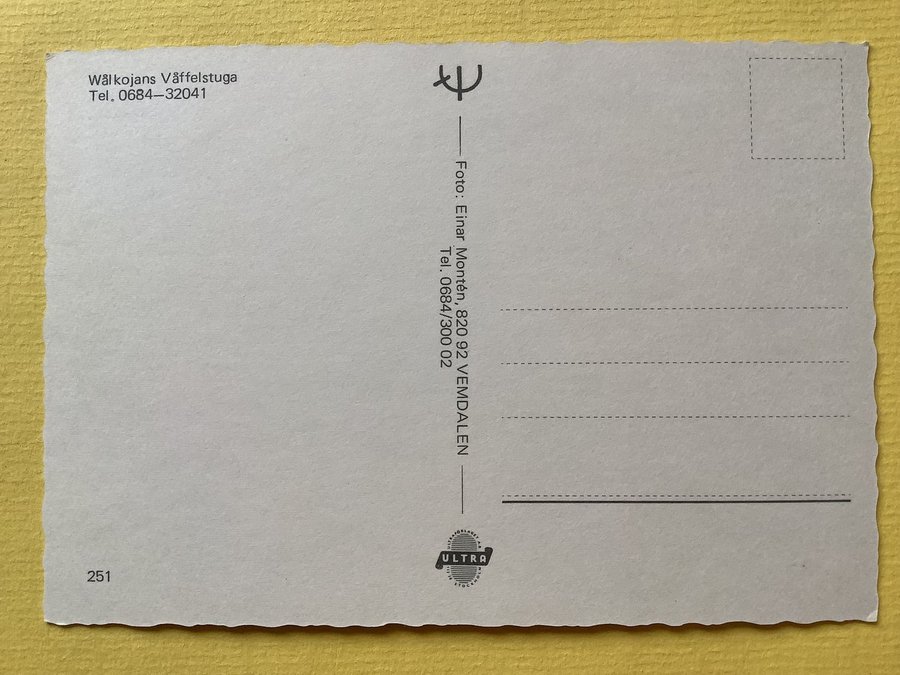 Wålkojans Våffelstuga
Tel. 0684—32041
Foto: Einar Montén, 820 92 VEMDALEN
Tel. 0684/300 02
ULTRA
251